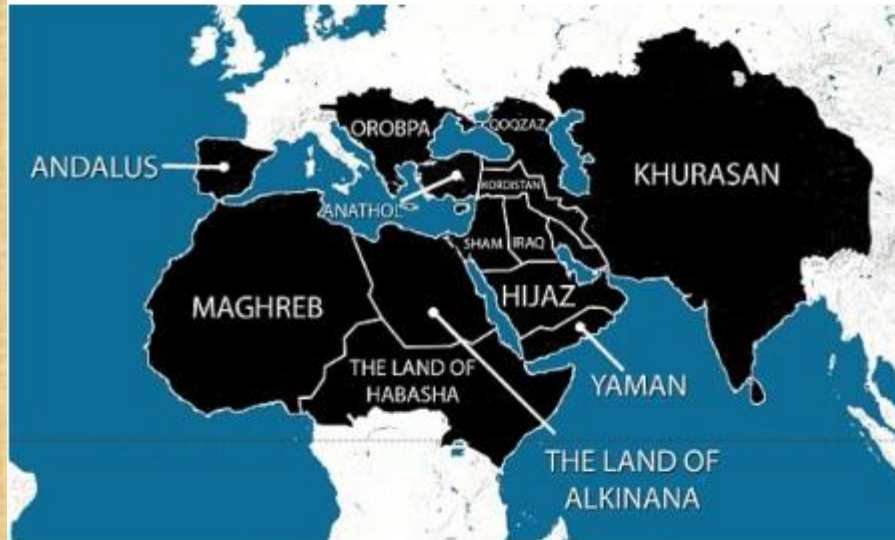 OROBPA
QOQZAZ
ANDALUS
KHURASAN
ANATHOL
KORDISTAN
SHAM
IRAQ
MAGHREB
HIJAZ
THE LAND OF
HABASHA
YAMAN
THE LAND OF
ALKINANA